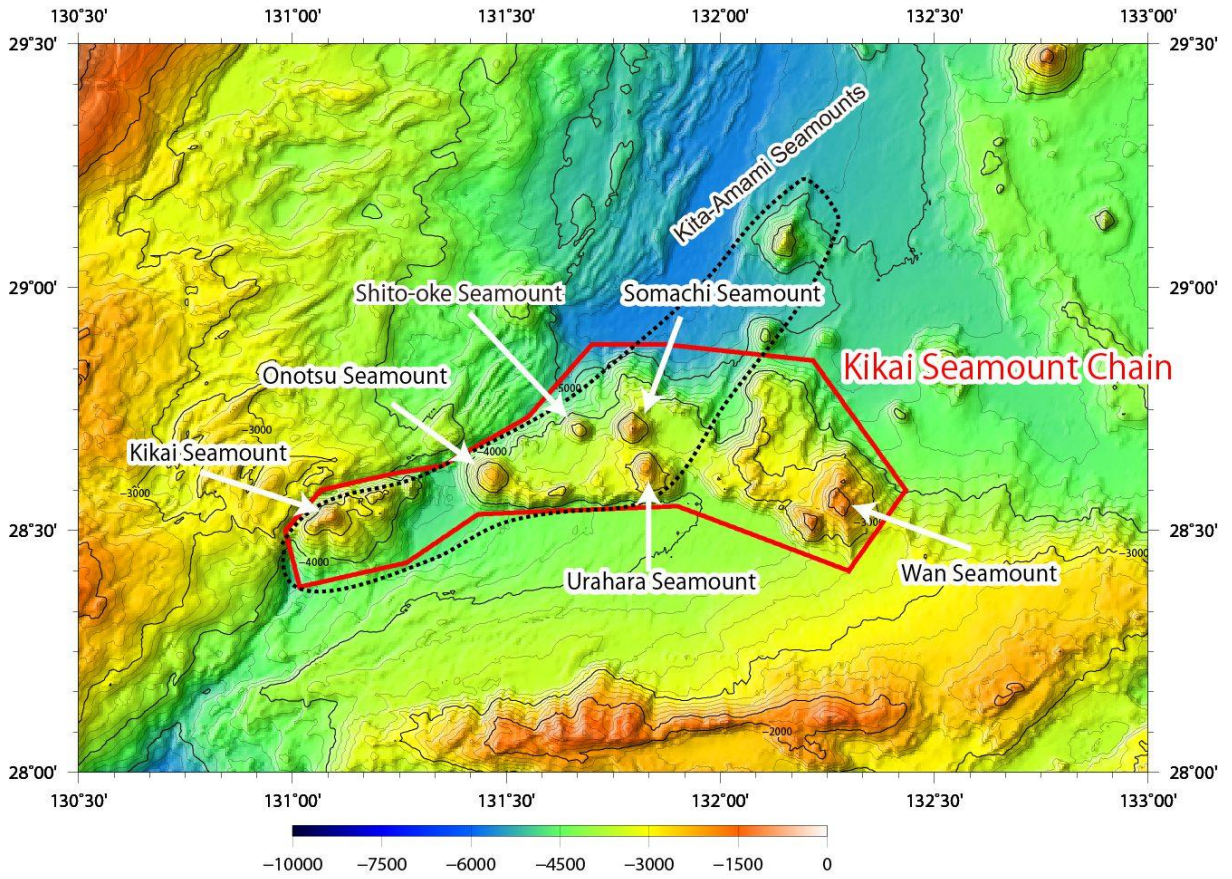 130°30' 131°00' 131°30' 132°00' 132°30' 133°00'
29°30' 29°30'
Kita-Amami Seamounts
29°00' 29°00'
Shito-oke Seamount Somachi Seamount
Kikai Seamount Chain
Onotsu Seamount
−5000
−3000
Kikai Seamount
−4000
−3000
28°30' 28°30'
−3000
−3000
−4000
Urahara Seamount
Wan Seamount
−2000
28°00' 28°00'
130°30' 131°00' 131°30' 132°00' 132°30' 133°00'
−10000 −7500 −6000 −4500 −3000 −1500 0